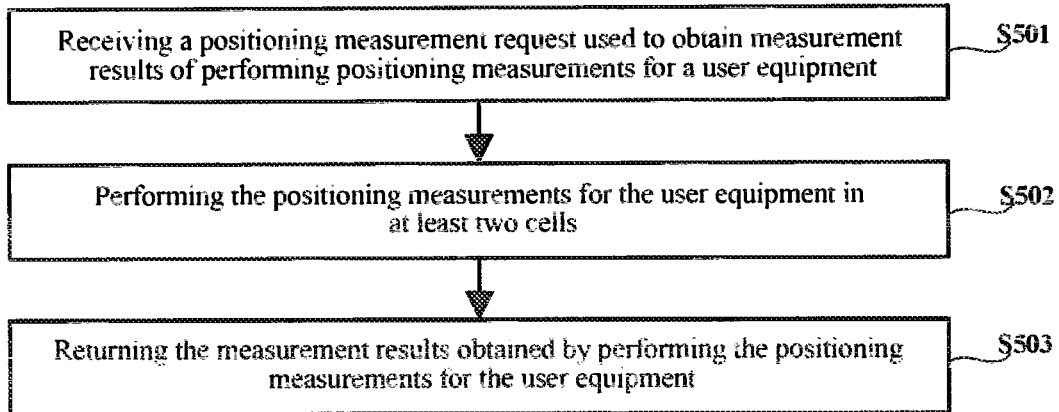 Receiving a positioning measurement request used to obtain measurement
results of performing positioning measurements for a user equipment
S501
Performing the positioning measurements for the user equipment in
at least two cells
S502
Returning the measurement results obtained by performing the positioning
measurements for the user equipment
S503